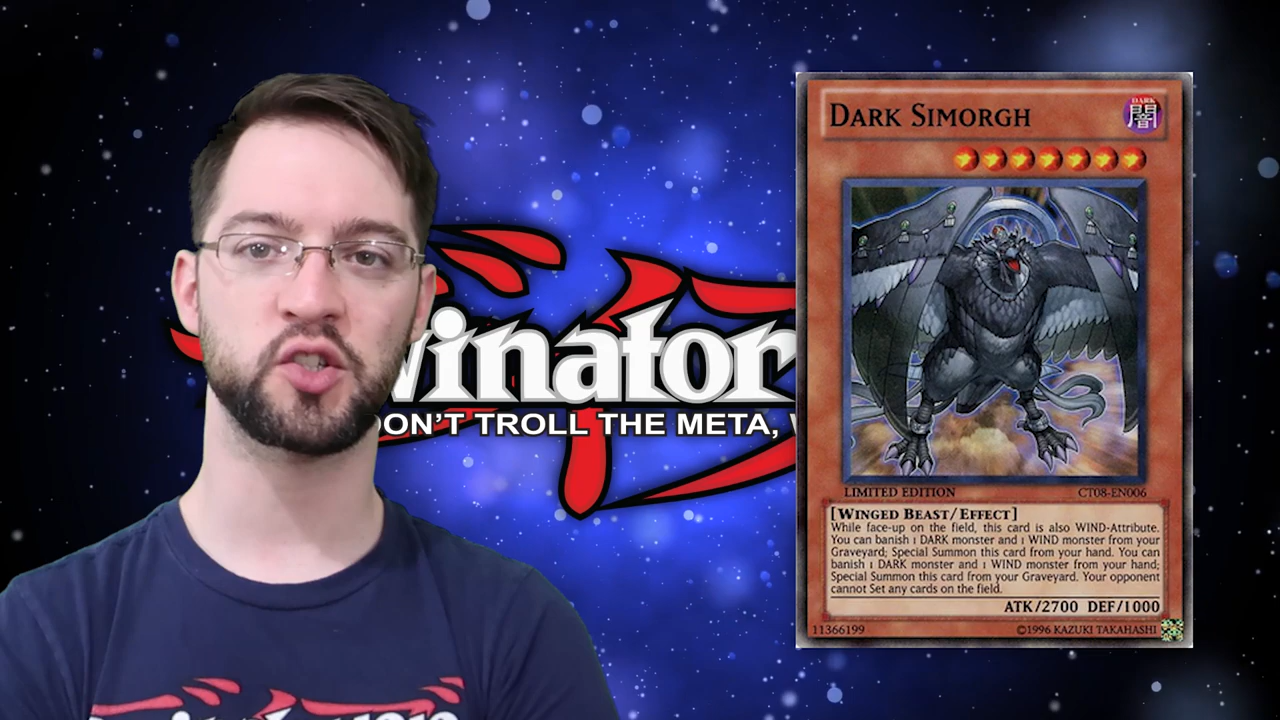 DARK SIMORGH
DARK
闇
vinator
ON'T TROLL THE META,
LIMITED EDITION
CT08-EN006
[WINGED BEAST/EFFECT]
While face-up on the field, this card is also WIND-Attribute.
You can banish 1 DARK monster and 1 WIND monster from your
Graveyard; Special Summon this card from your hand. You can
banish 1 DARK monster and 1 WIND monster from your hand;
Special Summon this card from your Graveyard. Your opponent
cannot Set any cards on the field.
ATK/2700 DEF/1000
11366199
©1996 KAZUKI TAKAHASHI